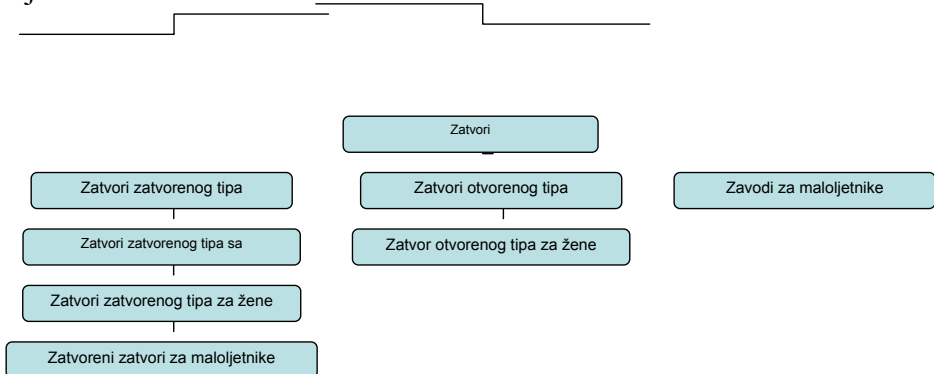 Zatvori
Zatvori zatvorenog tipa
Zatvori otvorenog tipa
Zavodi za maloljetnike
Zatvori zatvorenog tipa sa
Zatvor otvorenog tipa za žene
Zatvori zatvorenog tipa za žene
Zatvoreni zatvori za maloljetnike